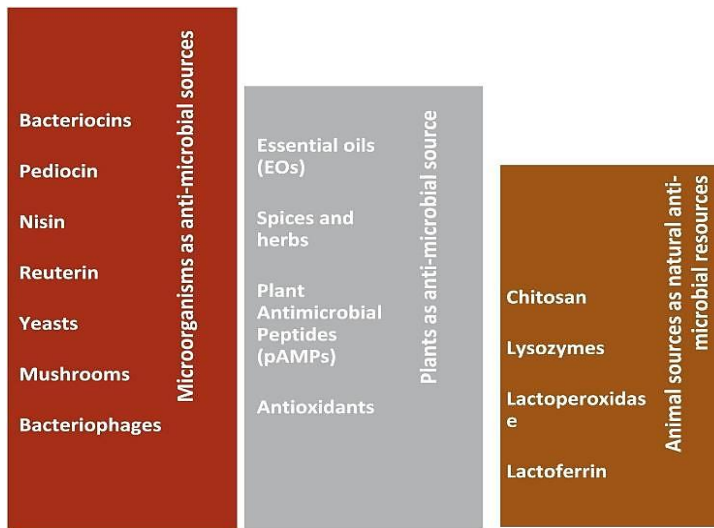 Microorganisms as anti-microbial sources
Bacteriocins
Pediocin
Nisin
Reuterin
Yeasts
Mushrooms
Bacteriophages
Plants as anti-microbial source
Essential oils
(EOs)
Spices and
herbs
Plant
Antimicrobial
Peptides
(pAMPs)
Antioxidants
Animal sources as natural anti-
microbial resources
Chitosan
Lysozymes
Lactoperoxidas
e
Lactoferrin